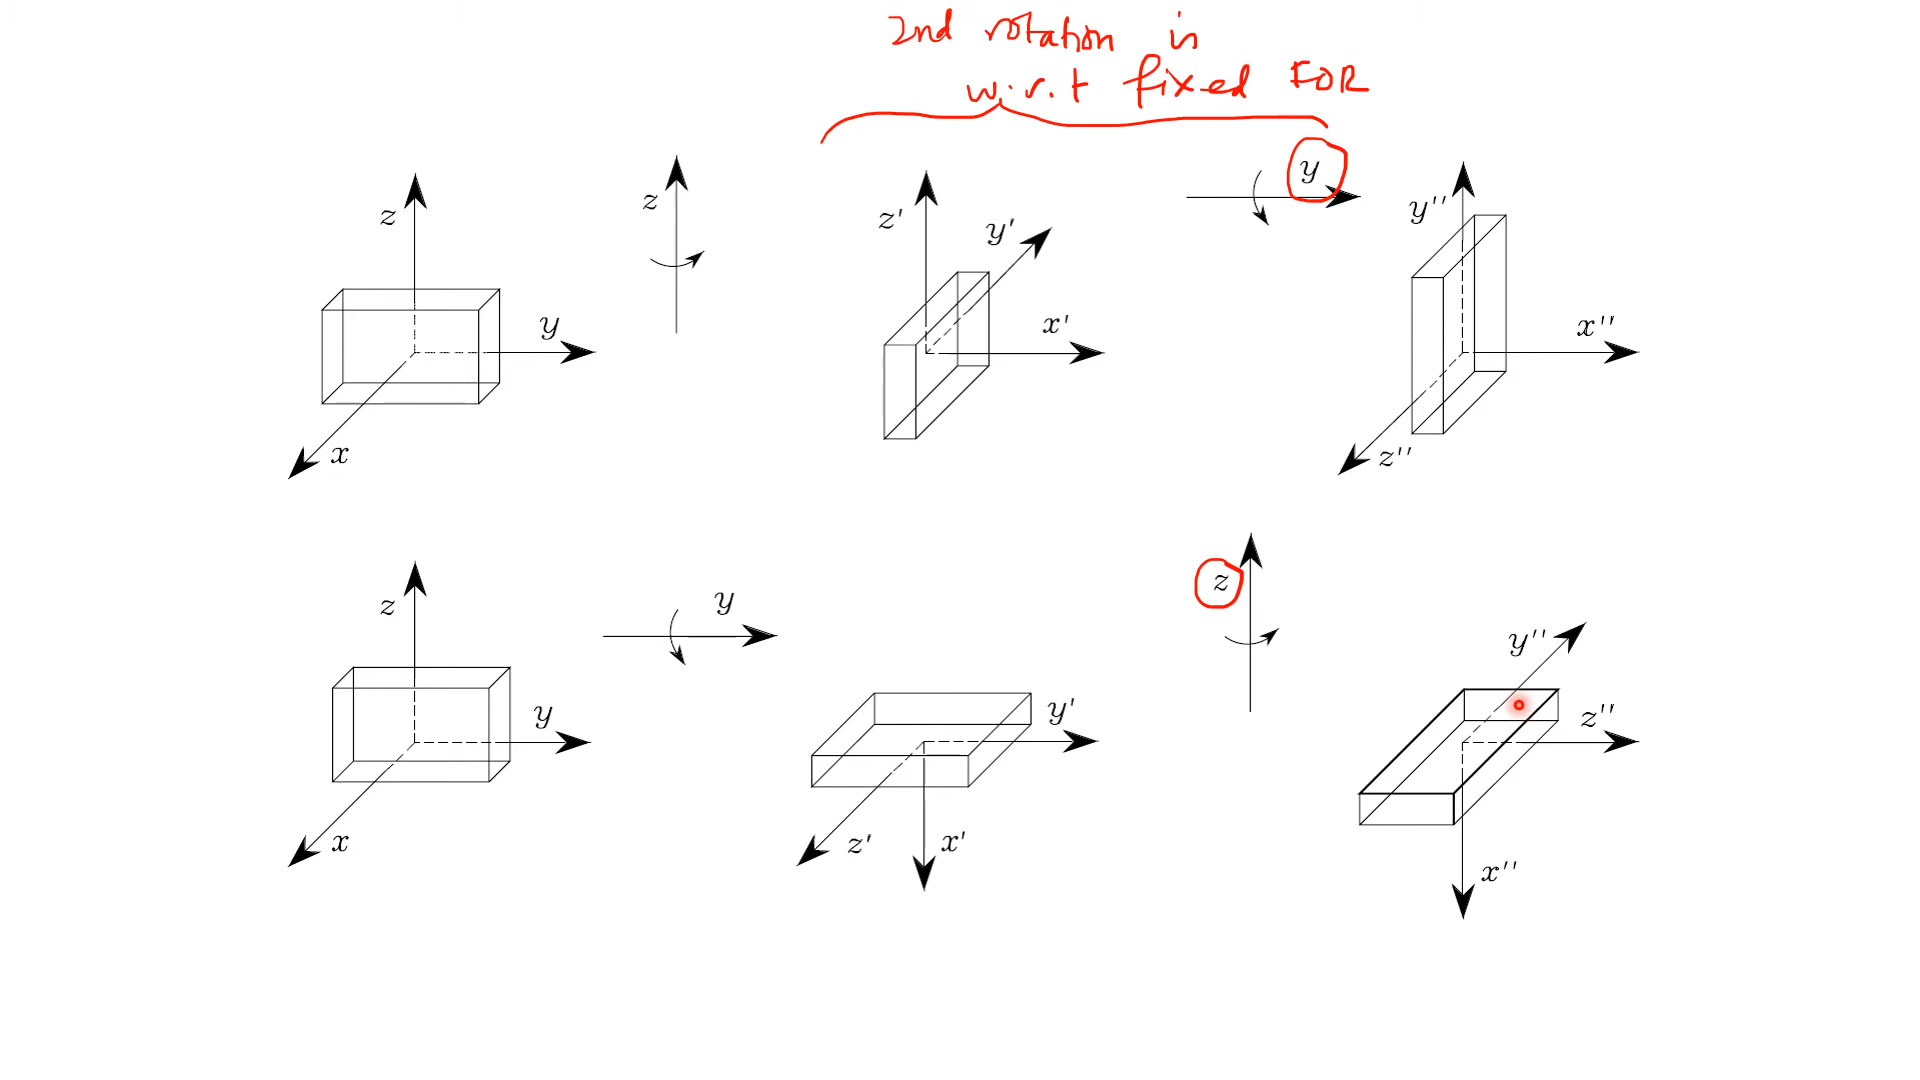 2nd rotation is
w.r.t fixed FOR
z
y
x
z
z'
y'
x'
y
y''
x''
z''
z
y
x
y
y'
z'
x'
z
y''
z''
x''